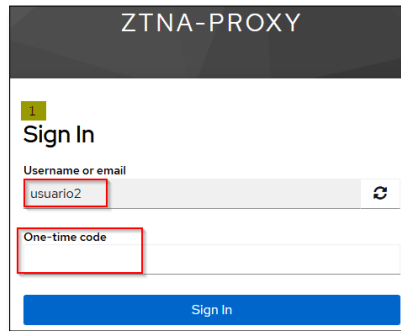 ZTNA-PROXY
1
Sign In
Username or email
usuario2
One-time code
Sign In